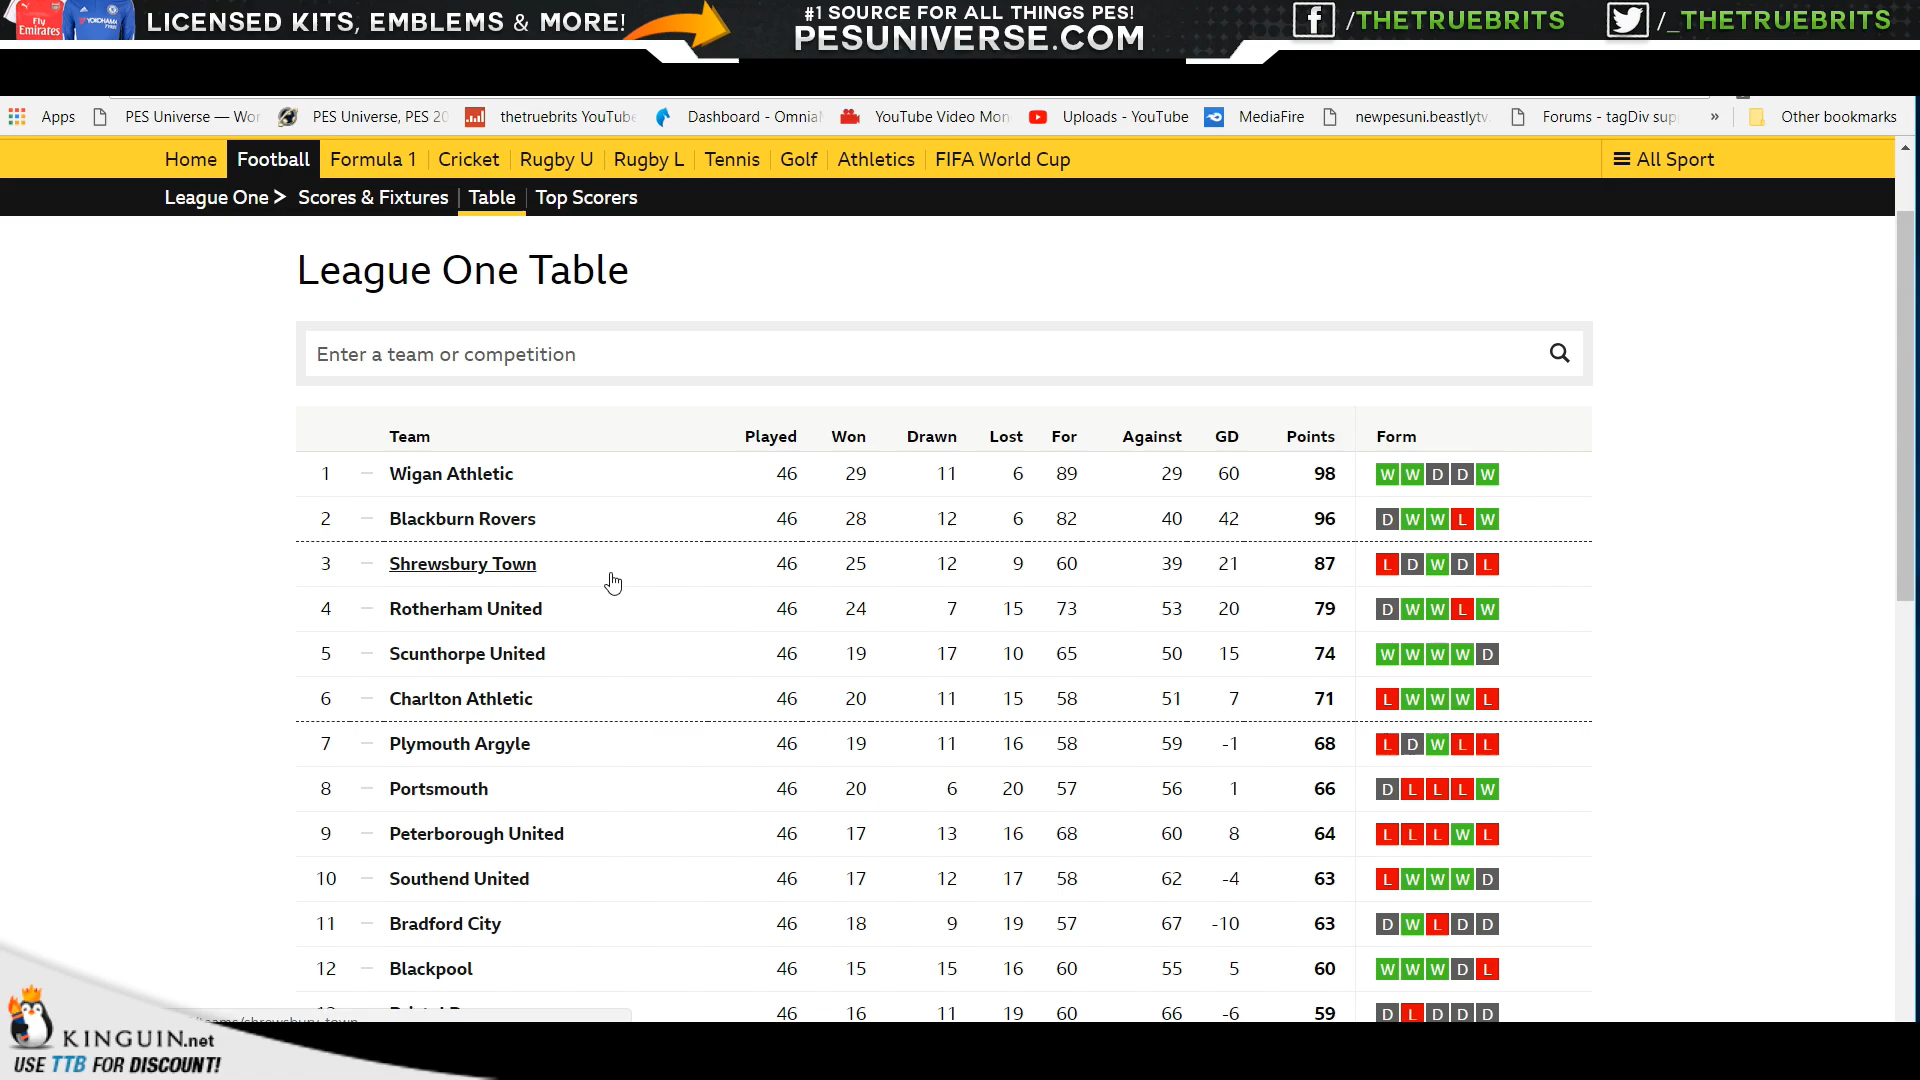 Fly
Emirates
YOKOHAMA
LICENSED KITS, EMBLEMS & MORE!
#1 SOURCE FOR ALL THINGS PES!
PESUNIVERSE.COM
/THETRUEBRITS
/_THETRUEBRITS
Apps PES Universe — Wor PES Universe, PES 20 thetruebrits YouTube Dashboard - Omnia YouTube Video Mon Uploads - YouTube MediaFire newpesuni.beastlytv. Forums - tagDiv sup » Other bookmarks
Home Football Formula 1 Cricket Rugby U Rugby L Tennis Golf Athletics FIFA World Cup All Sport
League One > Scores & Fixtures Table Top Scorers
League One Table
Enter a team or competition
Team Played Won Drawn Lost For Against GD Points Form
1 – Wigan Athletic 46 29 11 6 89 29 60 98 W W D D W
2 – Blackburn Rovers 46 28 12 6 82 40 42 96 D W W L W
3 – Shrewsbury Town 46 25 12 9 60 39 21 87 L D W D L
4 – Rotherham United 46 24 7 15 73 53 20 79 D W W L W
5 – Scunthorpe United 46 19 17 10 65 50 15 74 W W W W D
6 – Charlton Athletic 46 20 11 15 58 51 7 71 L W W W L
7 – Plymouth Argyle 46 19 11 16 58 59 -1 68 L D W L L
8 – Portsmouth 46 20 6 20 57 56 1 66 D L L L W
9 – Peterborough United 46 17 13 16 68 60 8 64 L L L W L
10 – Southend United 46 17 12 17 58 62 -4 63 L W W W D
11 – Bradford City 46 18 9 19 57 67 -10 63 D W L D D
12 – Blackpool 46 15 15 16 60 55 5 60 W W W D L
46 16 11 19 60 66 -6 59 D L D D D
KINGUIN.net
USE TTB FOR DISCOUNT!